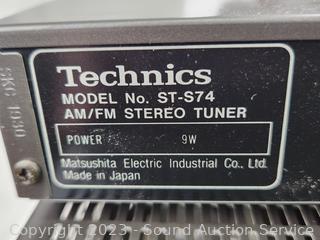 Technics
MODEL No. ST-S74
AM/FM STEREO TUNER
POWER 9W
Matsushita Electric Industrial Co., Ltd.
Made in Japan
Copyright 2023 - Sound Auction Service